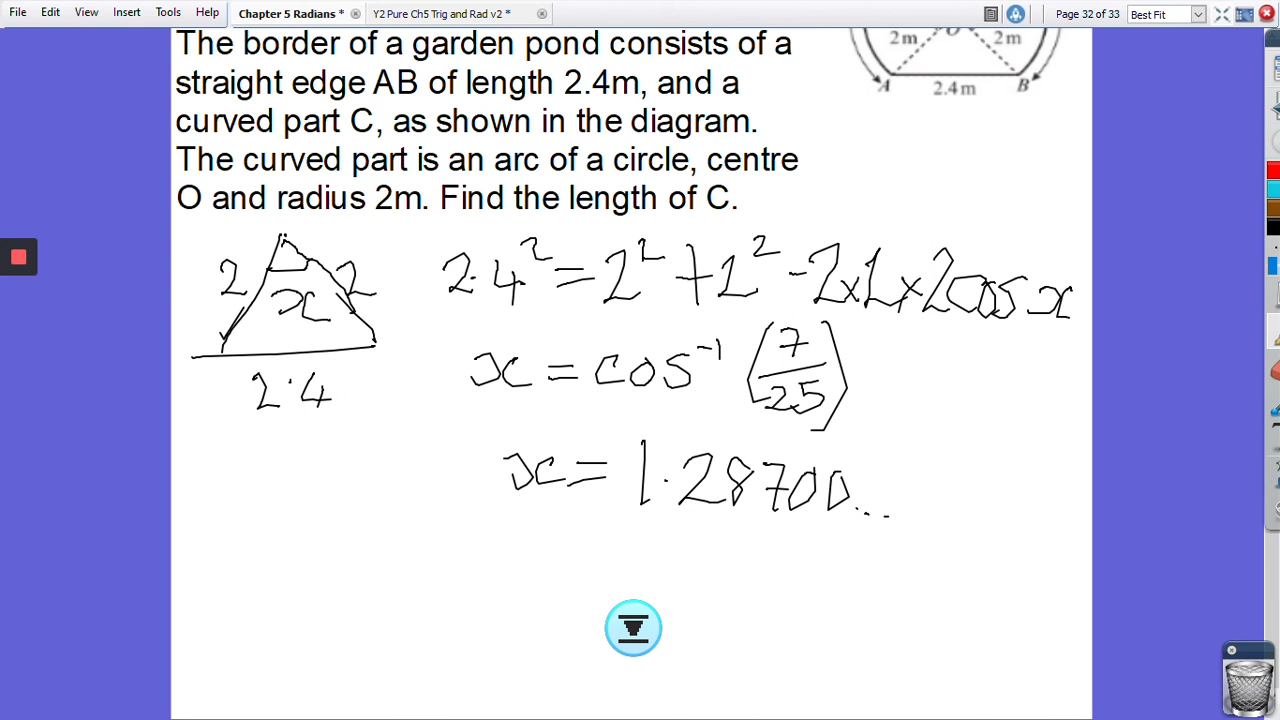 File Edit View Insert Tools Help Chapter 5 Radians * Y2 Pure Ch5 Trig and Rad v2 * Page 32 of 33 Best Fit
The border of a garden pond consists of a
straight edge AB of length 2.4m, and a
curved part C, as shown in the diagram.
The curved part is an arc of a circle, centre
O and radius 2m. Find the length of C.
2 m O 2 m
A 2.4 m B
2 x 2
2.4
2.4² = 2² + 2² - 2×2×2cos x
x = cos⁻¹ (7/25)
x = 1.28700...